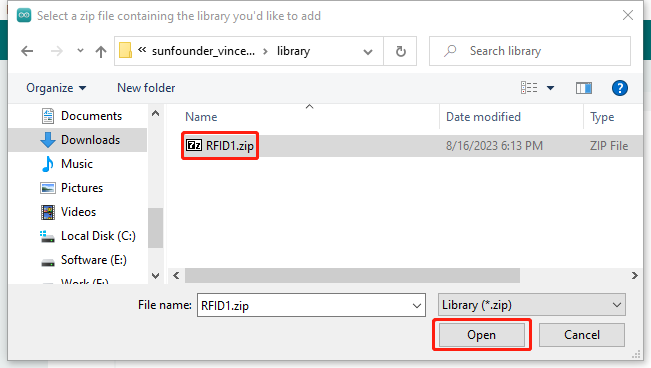 Select a zip file containing the library you'd like to add
« sunfounder_vince... > library
Search library
Organize
New folder
Name
Date modified
Type
Documents
Downloads
Music
Pictures
Videos
Local Disk (C:)
Software (E:)
Work (F:)
7z RFID1.zip
8/16/2023 6:13 PM
ZIP File
File name:
RFID1.zip
Library (*.zip)
Open
Cancel